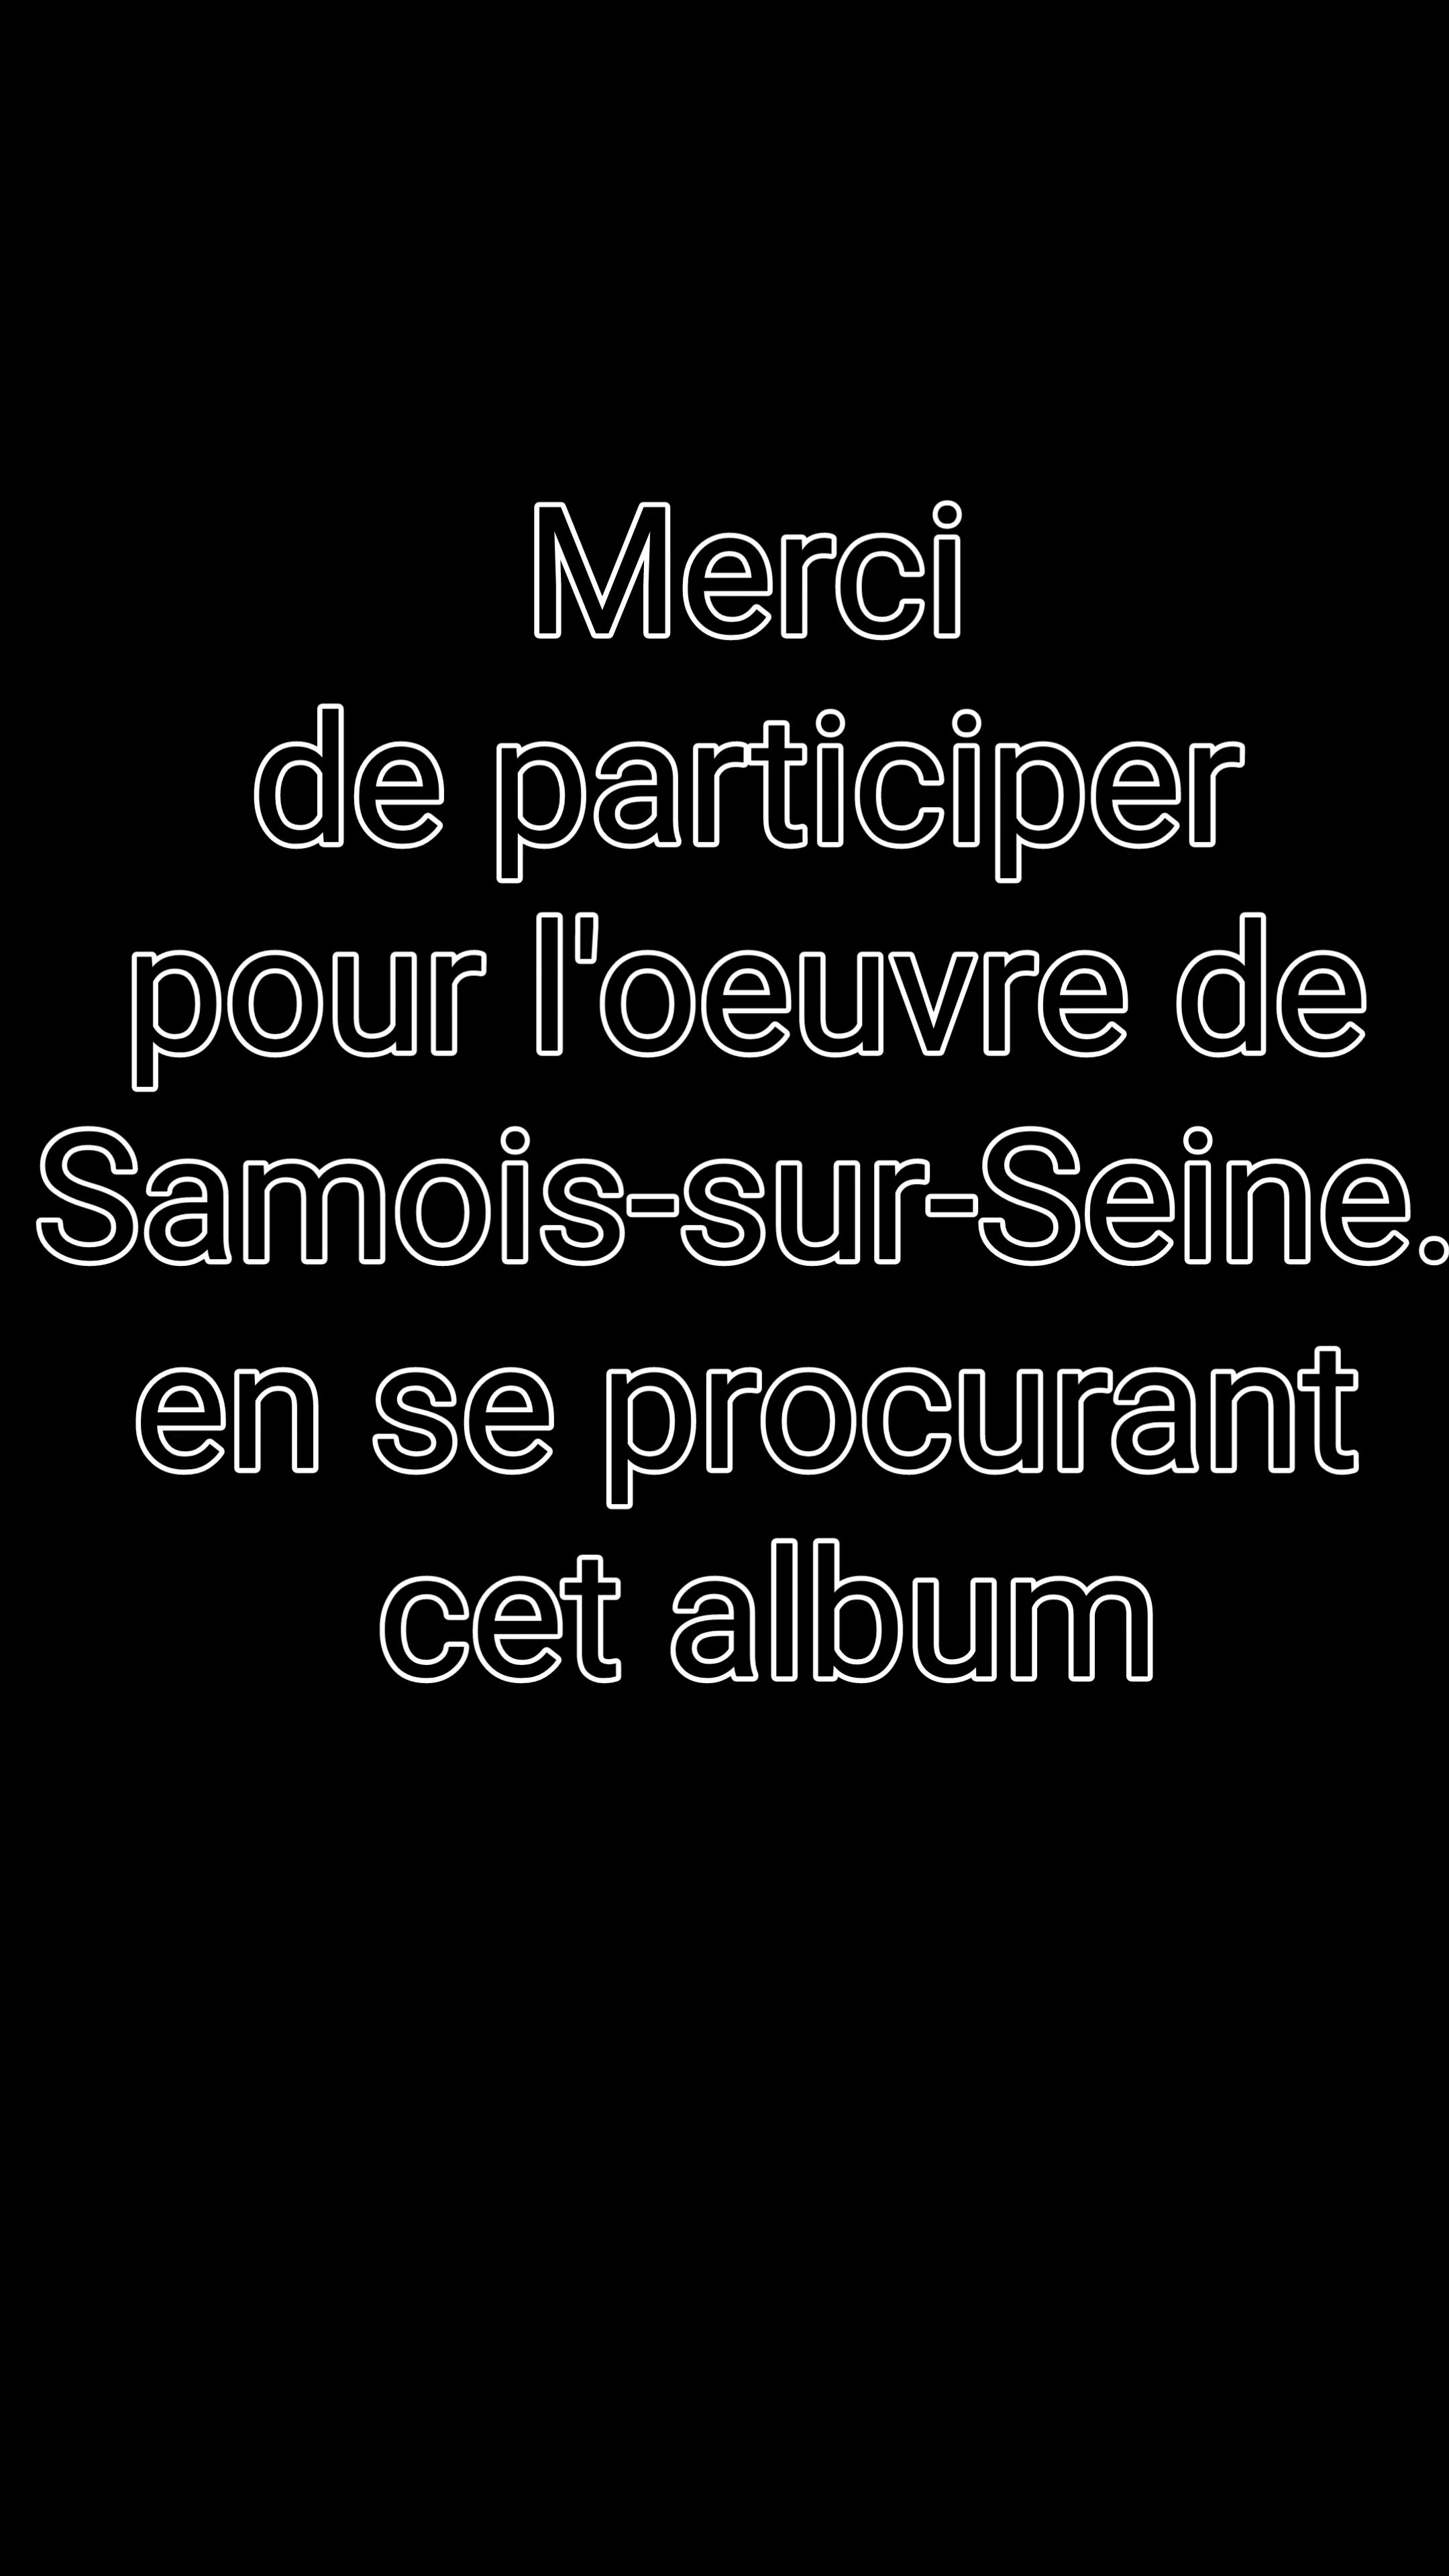 Merci
de participer
pour l'oeuvre de
Samois-sur-Seine.
en se procurant
cet album